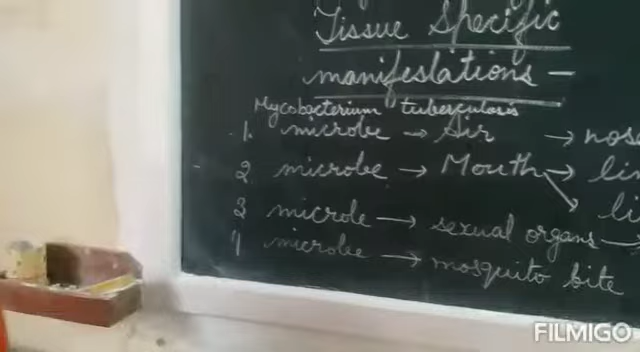 Tissue Specific
manifestations —
Mycobacterium tuberculosis
1. microbe → Air → nose
2 microbe → Mouth →
3 microbe → sexual organs →
4 microbe → mosquito bite
FILMIGO